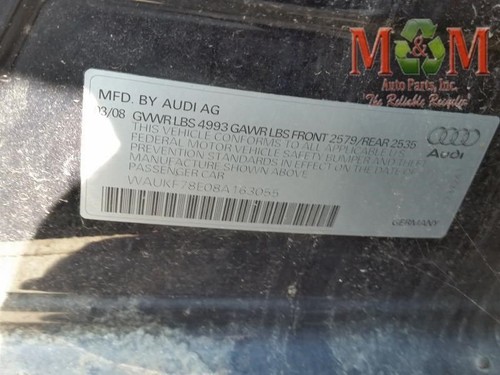 M&M
Auto Parts, Inc.
"The Reliable Recycler"
MFD. BY AUDI AG
03/08 GVWR LBS 4993 GAWR LBS FRONT 2579/REAR 2535
THIS VEHICLE CONFORMS TO ALL APPLICABLE
FEDERAL MOTOR VEHICLE SAFETY BUMPER AND THEFT
PREVENTION STANDARDS IN EFFECT ON THE DATE OF
MANUFACTURE SHOWN ABOVE.
PASSENGER CAR
Audi
WAUKF78E08A163055
GERMANY